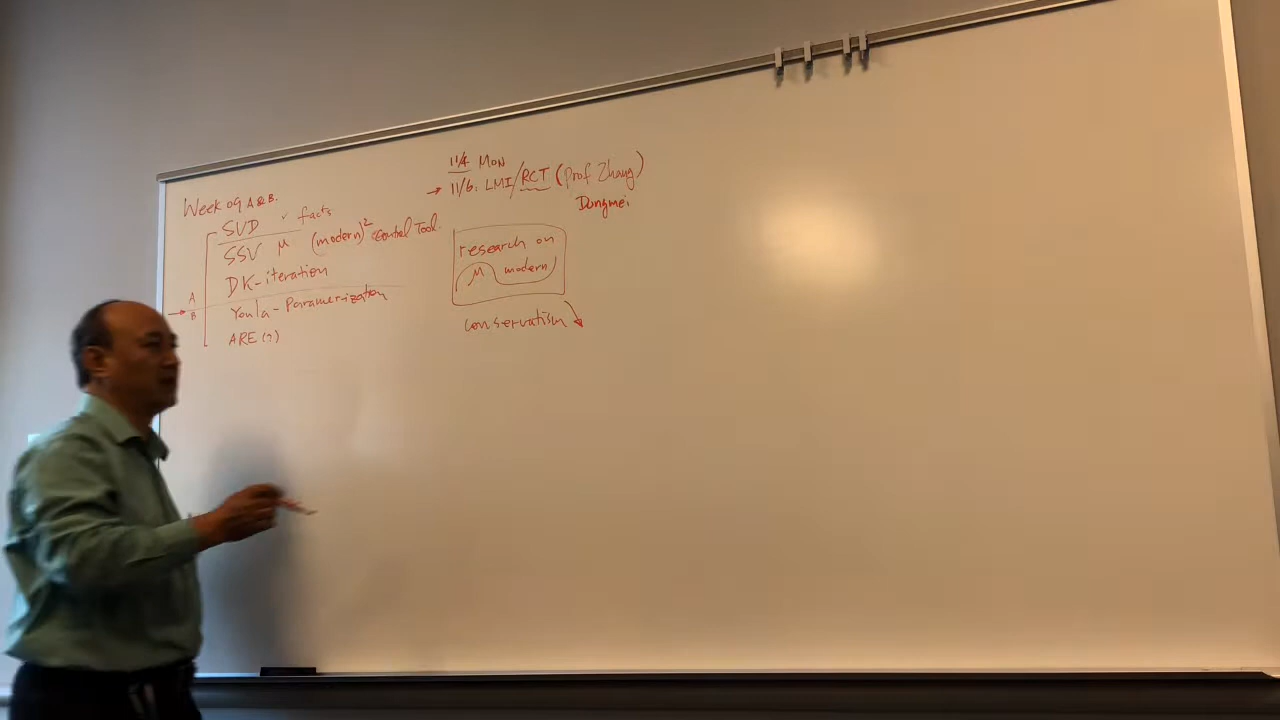 Week 09 A & B.
SVD ✓ facts
SSV μ (modern)² Control Tool.
DK-iteration
A
B
Youla-Paramerization
ARE (?)
11/4 MON
→ 11/6: LMI/RCT (Prof Zhang)
Dongmei
research on
μ modern
conservatism ↘